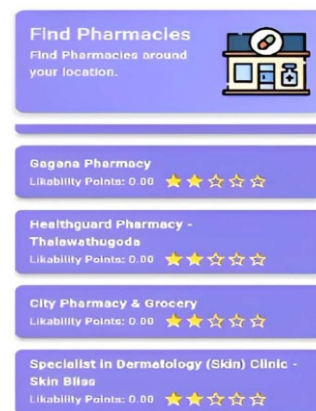 Find Pharmacies
Find Pharmacies around
your location.
Gagana Pharmacy
Likability Points: 0.00
Healthguard Pharmacy -
Thalawathugoda
Likability Points: 0.00
City Pharmacy & Grocery
Likability Points: 0.00
Specialist in Dermatology (Skin) Clinic -
Skin Bliss
Likability Points: 0.00